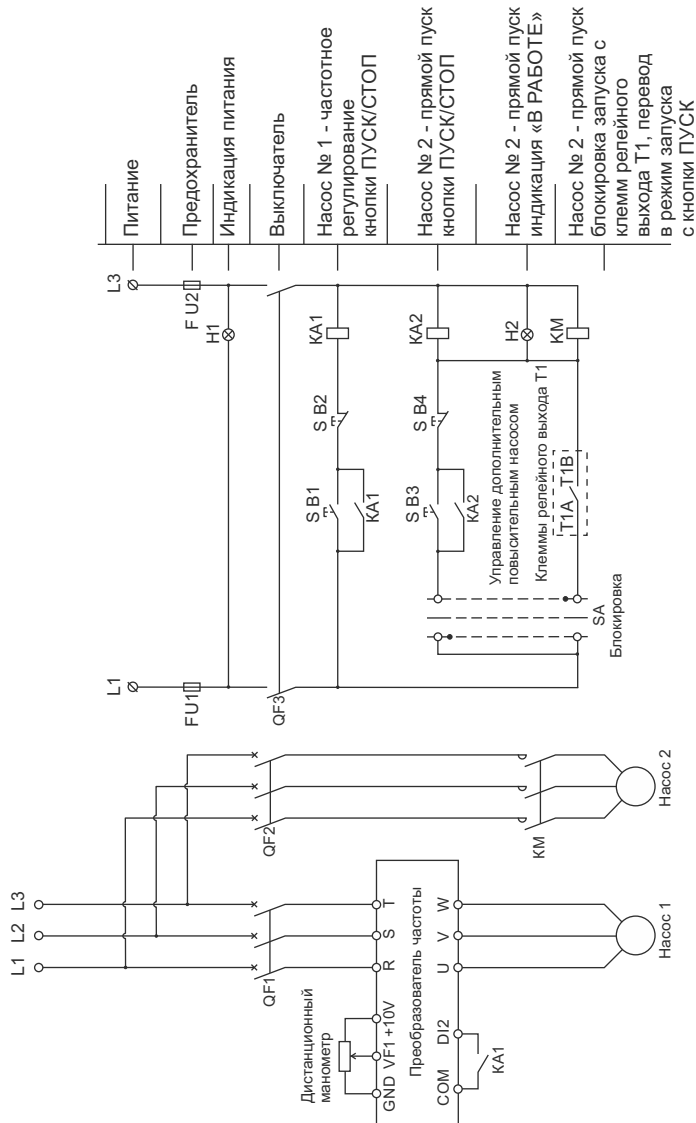 L1
L2
L3
QF1
QF2
Дистанционный
манометр
GND
VF1
+10V
R
S
T
Преобразователь частоты
COM
DI2
U
V
W
KA1
KM
Насос 1
Насос 2
L1
L3
FU1
F U2
H1
QF3
S B1
S B2
KA1
KA1
S B3
S B4
KA2
KA2
Управление дополнительным
повысительным насосом
H2
Клеммы релейного выхода Т1
T1A
T1B
KM
SA
Блокировка
Питание
Предохранитель
Индикация питания
Выключатель
Насос № 1 - частотное
регулирование
кнопки ПУСК/СТОП
Насос № 2 - прямой пуск
кнопки ПУСК/СТОП
Насос № 2 - прямой пуск
индикация «В РАБОТЕ»
Насос № 2 - прямой пуск
блокировка запуска с
клемм релейного
выхода Т1, перевод
в режим запуска
с кнопки ПУСК